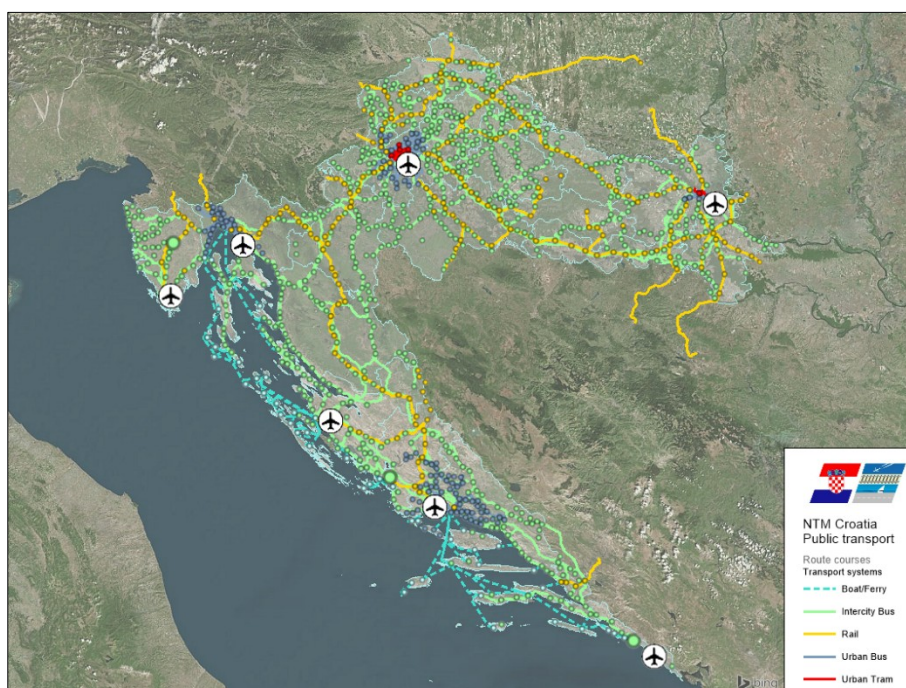 NTM Croatia
Public transport
Route courses
Transport systems
Boat/Ferry
Intercity Bus
Rail
Urban Bus
Urban Tram
bing